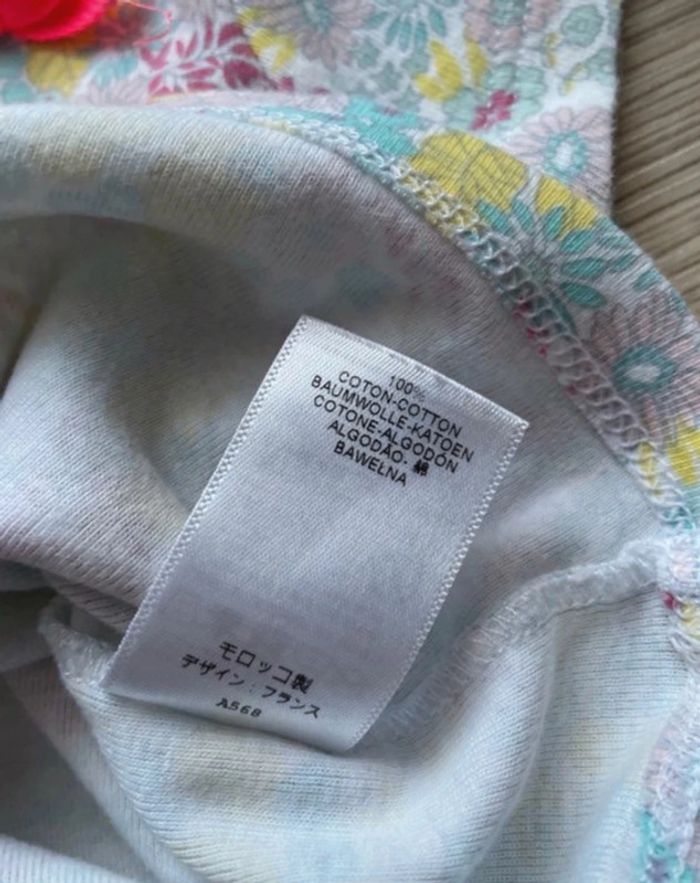 100%
COTON-COTTON
BAUMWOLLE-KATOEN
COTONE-ALGODÓN
ALGODÃO- 綿
BAWEŁNA
モロッコ製
デザイン：フランス
A568